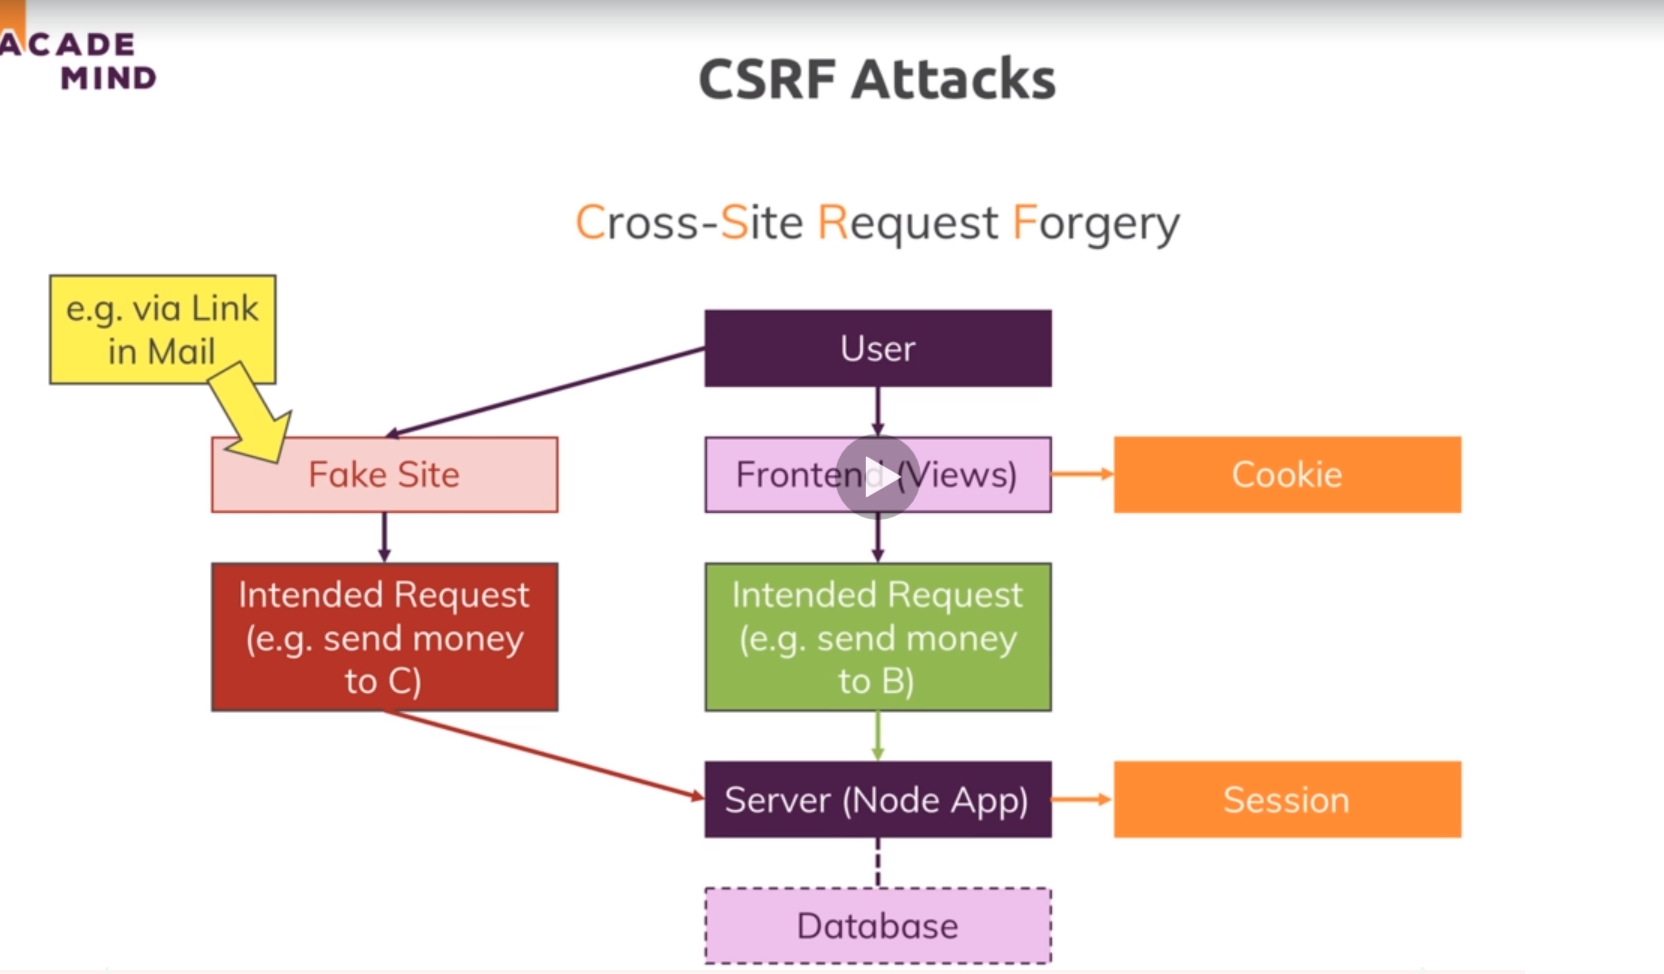 ACADE
MIND
CSRF Attacks
Cross-Site Request Forgery
e.g. via Link
in Mail
User
Fake Site
Frontend (Views)
Cookie
Intended Request
(e.g. send money
to C)
Intended Request
(e.g. send money
to B)
Server (Node App)
Session
Database